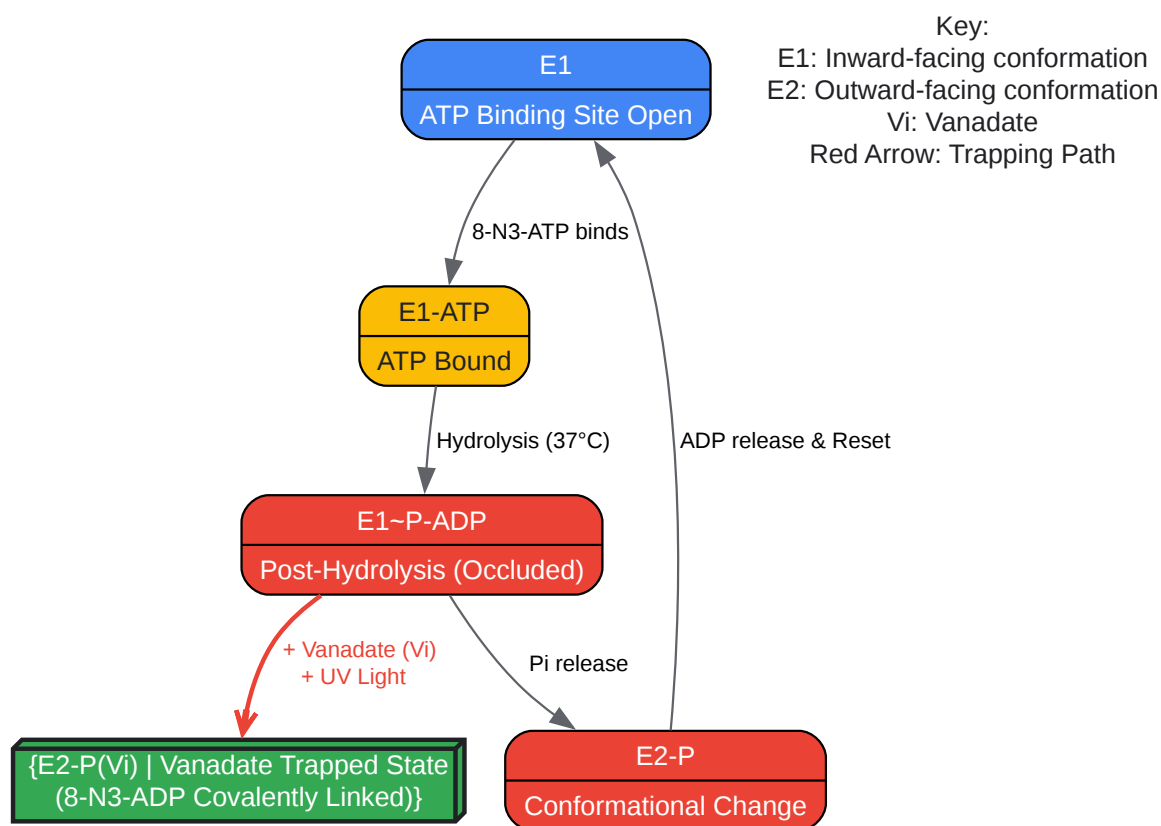 Key:
E1: Inward-facing conformation
E2: Outward-facing conformation
Vi: Vanadate
Red Arrow: Trapping Path
E1
ATP Binding Site Open
8-N3-ATP binds
E1-ATP
ATP Bound
Hydrolysis (37°C)
ADP release & Reset
E1~P-ADP
Post-Hydrolysis (Occluded)
+ Vanadate (Vi)
+ UV Light
Pi release
{E2-P(Vi) | Vanadate Trapped State
(8-N3-ADP Covalently Linked)}
E2-P
Conformational Change